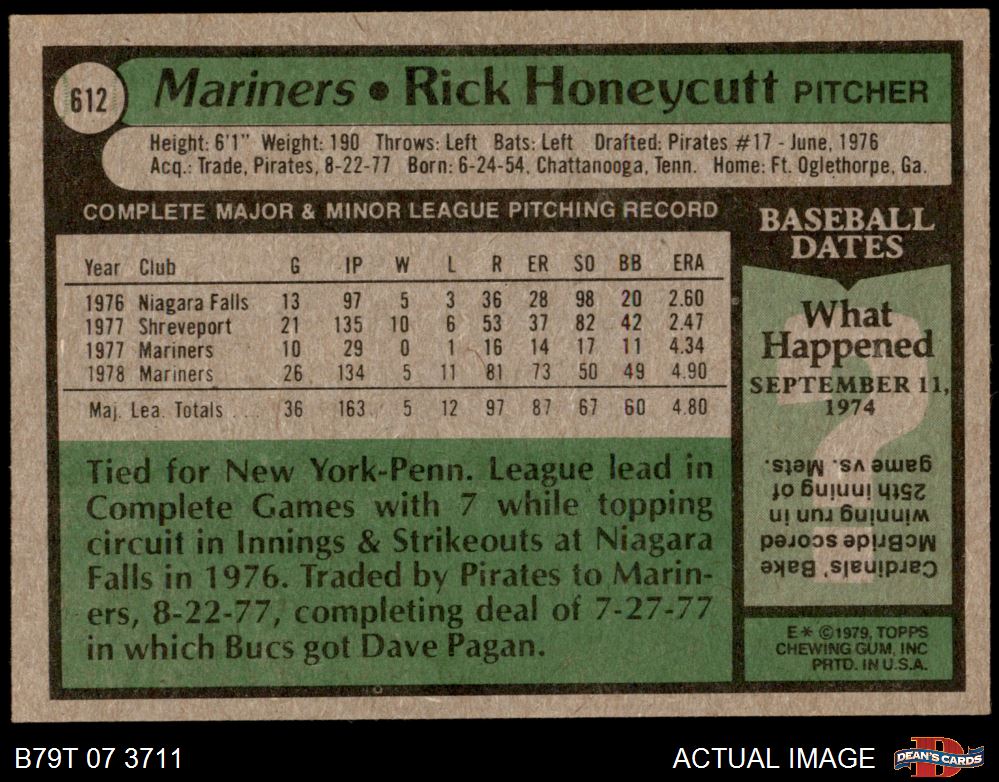 612
Mariners • Rick Honeycutt PITCHER
Height: 6'1" Weight: 190 Throws: Left Bats: Left Drafted: Pirates #17 - June, 1976
Acq.: Trade, Pirates, 8-22-77 Born: 6-24-54, Chattanooga, Tenn. Home: Ft. Oglethorpe, Ga.
COMPLETE MAJOR & MINOR LEAGUE PITCHING RECORD
Year Club G IP W L R ER SO BB ERA
1976 Niagara Falls 13 97 5 3 36 28 98 20 2.60
1977 Shreveport 21 135 10 6 53 37 82 42 2.47
1977 Mariners 10 29 0 1 16 14 17 11 4.34
1978 Mariners 26 134 5 11 81 73 50 49 4.90
Maj. Lea. Totals ... 36 163 5 12 97 87 67 60 4.80
Tied for New York-Penn. League lead in
Complete Games with 7 while topping
circuit in Innings & Strikeouts at Niagara
Falls in 1976. Traded by Pirates to Marin-
ers, 8-22-77, completing deal of 7-27-77
in which Bucs got Dave Pagan.
BASEBALL
DATES
What
Happened
SEPTEMBER 11,
1974
Cardinals' Bake
McBride scored
winning run in
25th inning of
game vs. Mets.
E* ©1979, TOPPS
CHEWING GUM, INC
PRTD. IN U.S.A.
B79T 07 3711
ACTUAL IMAGE
DEAN'S CARDS